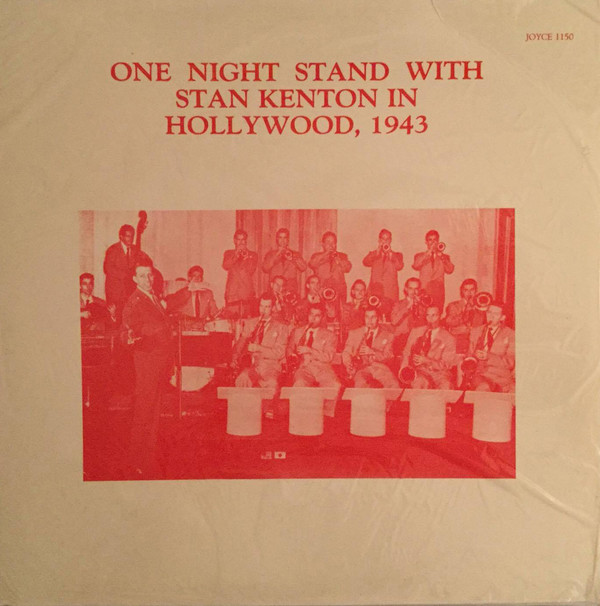 JOYCE 1150
ONE NIGHT STAND WITH
STAN KENTON IN
HOLLYWOOD, 1943